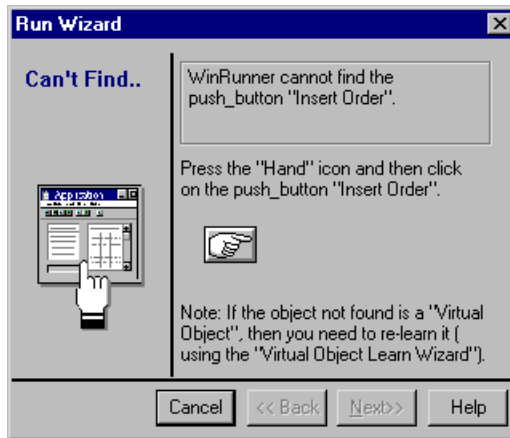 Run Wizard
Can't Find..
WinRunner cannot find the
push_button "Insert Order".
Press the "Hand" icon and then click
on the push_button "Insert Order".
Application
Note: If the object not found is a "Virtual
Object", then you need to re-learn it (
using the "Virtual Object Learn Wizard").
Cancel
<< Back
Next>>
Help